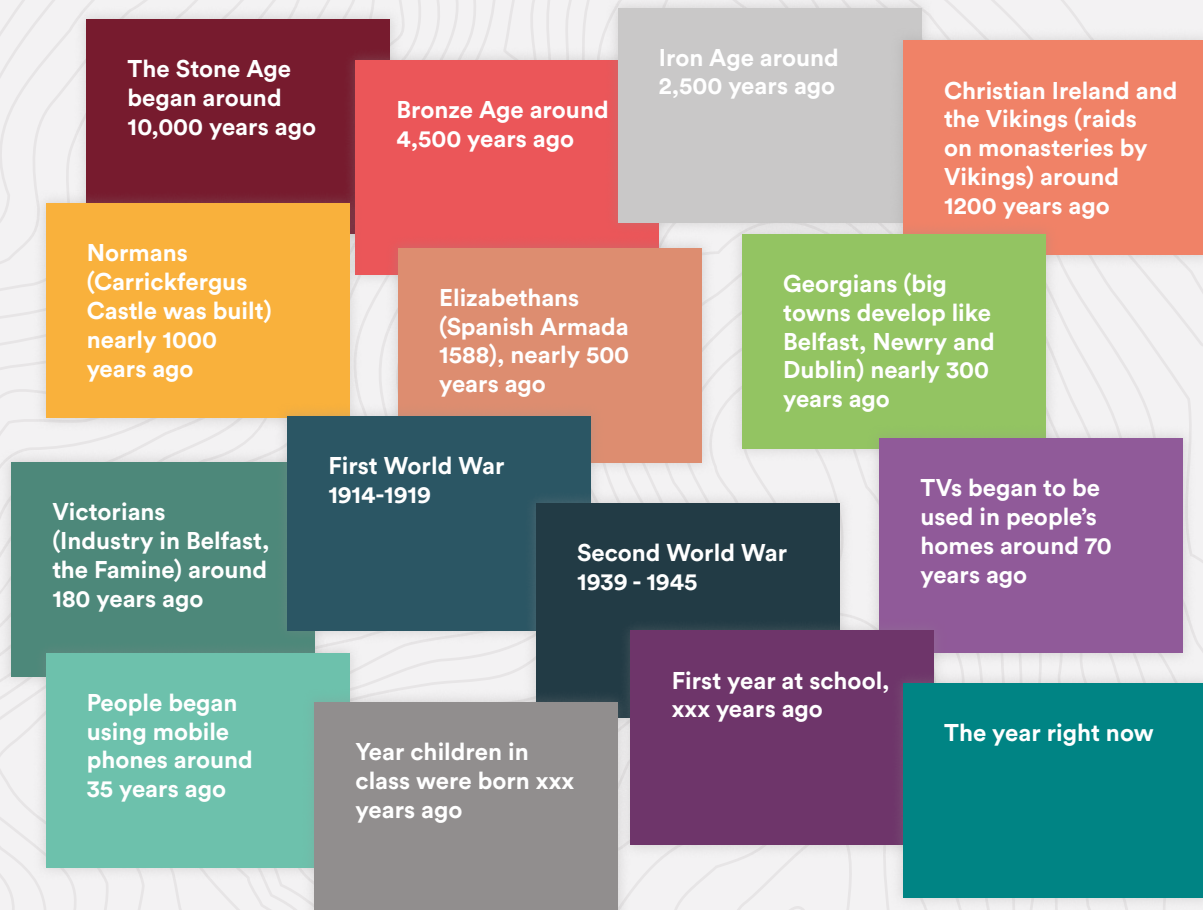 The Stone Age
began around
10,000 years ago
Bronze Age around
4,500 years ago
Iron Age around
2,500 years ago
Christian Ireland and
the Vikings (raids
on monasteries by
Vikings) around
1200 years ago
Normans
(Carrickfergus
Castle was built)
nearly 1000
years ago
Elizabethans
(Spanish Armada
1588), nearly 500
years ago
Georgians (big
towns develop like
Belfast, Newry and
Dublin) nearly 300
years ago
Victorians
(Industry in Belfast,
the Famine) around
180 years ago
First World War
1914-1919
Second World War
1939 - 1945
TVs began to be
used in people’s
homes around 70
years ago
People began
using mobile
phones around
35 years ago
Year children in
class were born xxx
years ago
First year at school,
xxx years ago
The year right now